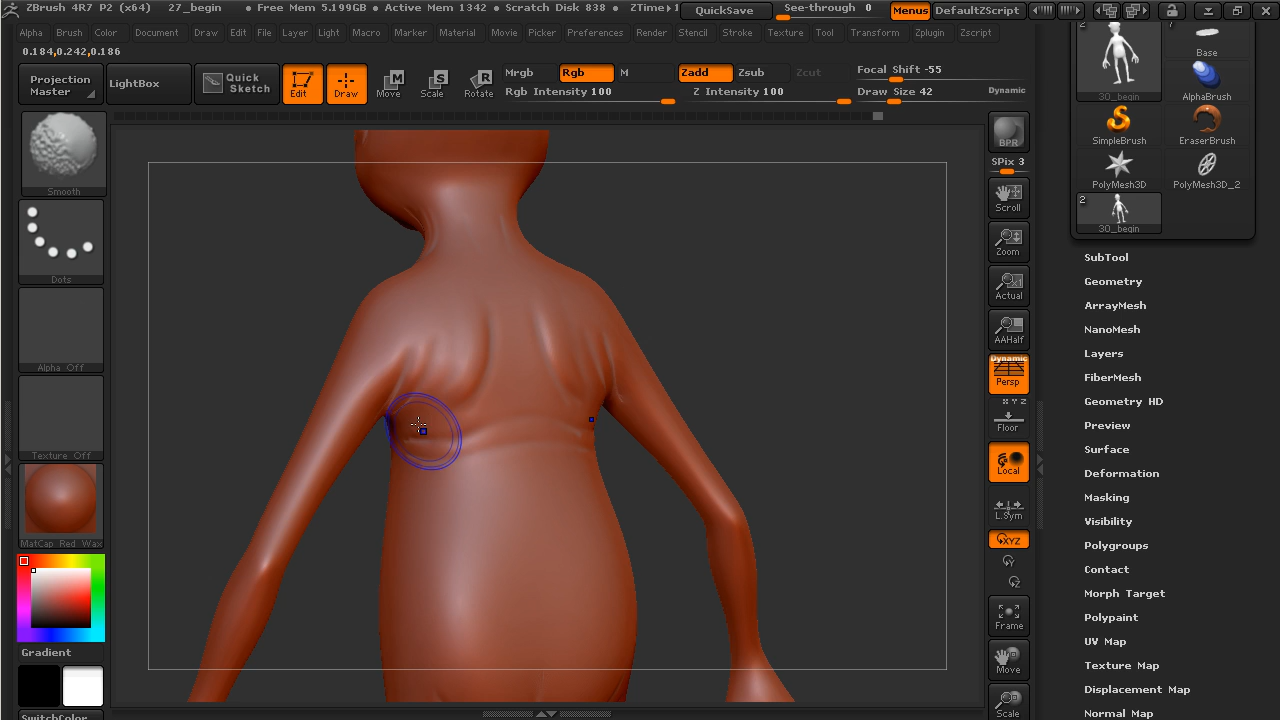 ZBrush 4R7 P2 (x64) 27_begin • Free Mem 5.199GB • Active Mem 1342 • Scratch Disk 838 • ZTime QuickSave See-through 0 Menus DefaultZScript
Alpha Brush Color Document Draw Edit File Layer Light Macro Marker Material Movie Picker Preferences Render Stencil Stroke Texture Tool Transform Zplugin Zscript
0.184,0.242,0.186
Projection Master
LightBox
Quick Sketch
Edit
Draw
Move
Scale
Rotate
Mrgb Rgb M
Rgb Intensity 100
Zadd Zsub Zcut
Z Intensity 100
Focal Shift -55
Draw Size 42
Dynamic
Smooth
Dots
Alpha Off
Texture Off
MatCap Red Wax
Gradient
SwitchColor
BPR
SPix 3
Scroll
Zoom
Actual
AAHalf
Dynamic
Persp
X Y Z
Floor
Local
L.Sym
XYZ
Y
Z
Frame
Move
Scale
2
Base
AlphaBrush
SimpleBrush
EraserBrush
PolyMesh3D
PolyMesh3D_2
2
SubTool
Geometry
ArrayMesh
NanoMesh
Layers
FiberMesh
Geometry HD
Preview
Surface
Deformation
Masking
Visibility
Polygroups
Contact
Morph Target
Polypaint
UV Map
Texture Map
Displacement Map
Normal Map